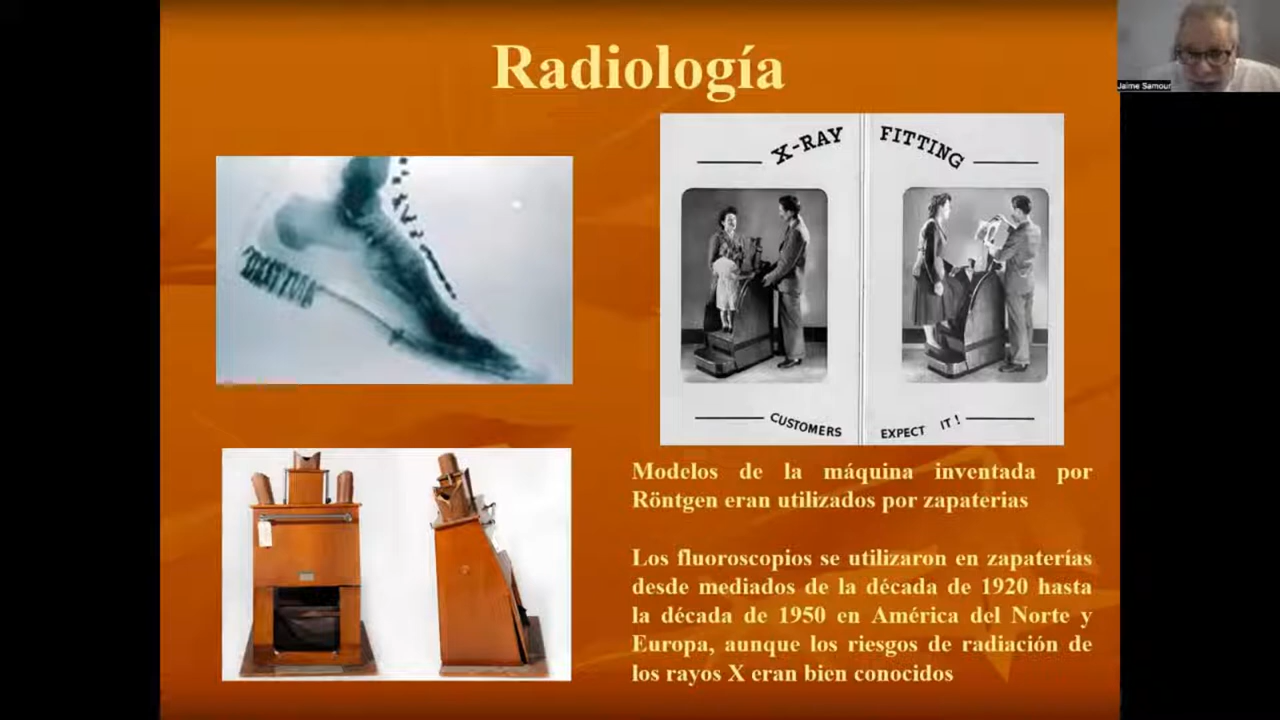 Radiología
Jaime Samour
X-RAY FITTING
CUSTOMERS EXPECT IT!
Modelos de la máquina inventada por
Röntgen eran utilizados por zapaterias
Los fluoroscopios se utilizaron en zapaterías
desde mediados de la década de 1920 hasta
la década de 1950 en América del Norte y
Europa, aunque los riesgos de radiación de
los rayos X eran bien conocidos